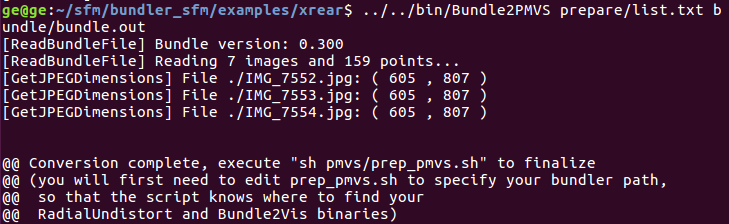 ge@ge:~/sfm/bundler_sfm/examples/xrear$ ../../bin/Bundle2PMVS prepare/list.txt b
undle/bundle.out
[ReadBundleFile] Bundle version: 0.300
[ReadBundleFile] Reading 7 images and 159 points...
[GetJPEGDimensions] File ./IMG_7552.jpg: ( 605 , 807 )
[GetJPEGDimensions] File ./IMG_7553.jpg: ( 605 , 807 )
[GetJPEGDimensions] File ./IMG_7554.jpg: ( 605 , 807 )
@@ Conversion complete, execute "sh pmvs/prep_pmvs.sh" to finalize
@@ (you will first need to edit prep_pmvs.sh to specify your bundler path,
@@  so that the script knows where to find your
@@  RadialUndistort and Bundle2Vis binaries)